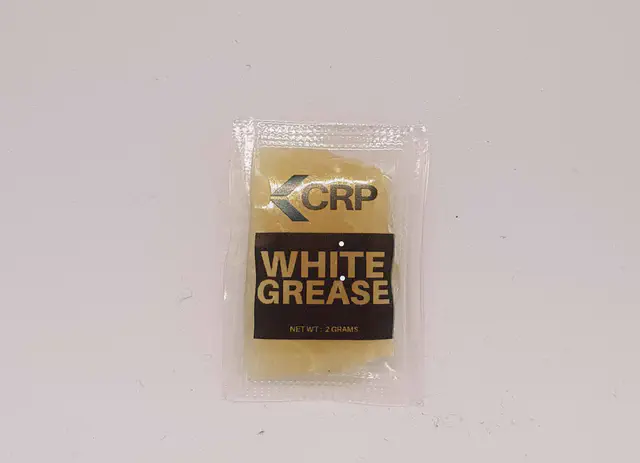 CRP
WHITE
GREASE
NET WT : 2 GRAMS